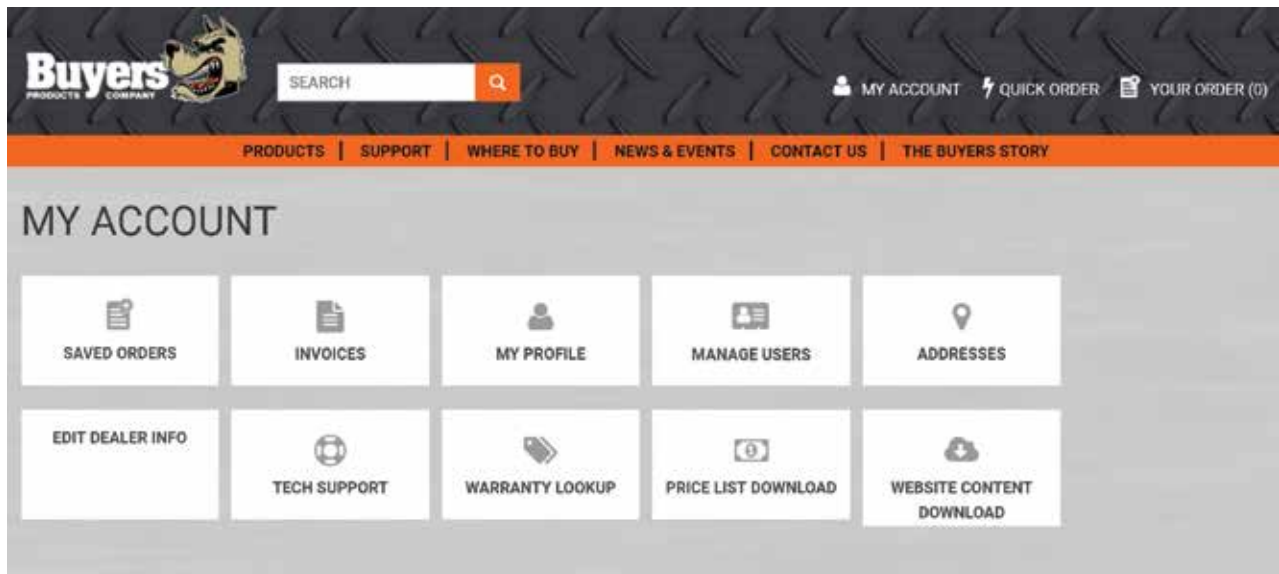 Buyers
PRODUCTS COMPANY
SEARCH
MY ACCOUNT QUICK ORDER YOUR ORDER (0)
PRODUCTS | SUPPORT | WHERE TO BUY | NEWS & EVENTS | CONTACT US | THE BUYERS STORY
MY ACCOUNT
SAVED ORDERS INVOICES MY PROFILE MANAGE USERS ADDRESSES
EDIT DEALER INFO
TECH SUPPORT WARRANTY LOOKUP PRICE LIST DOWNLOAD WEBSITE CONTENT
DOWNLOAD